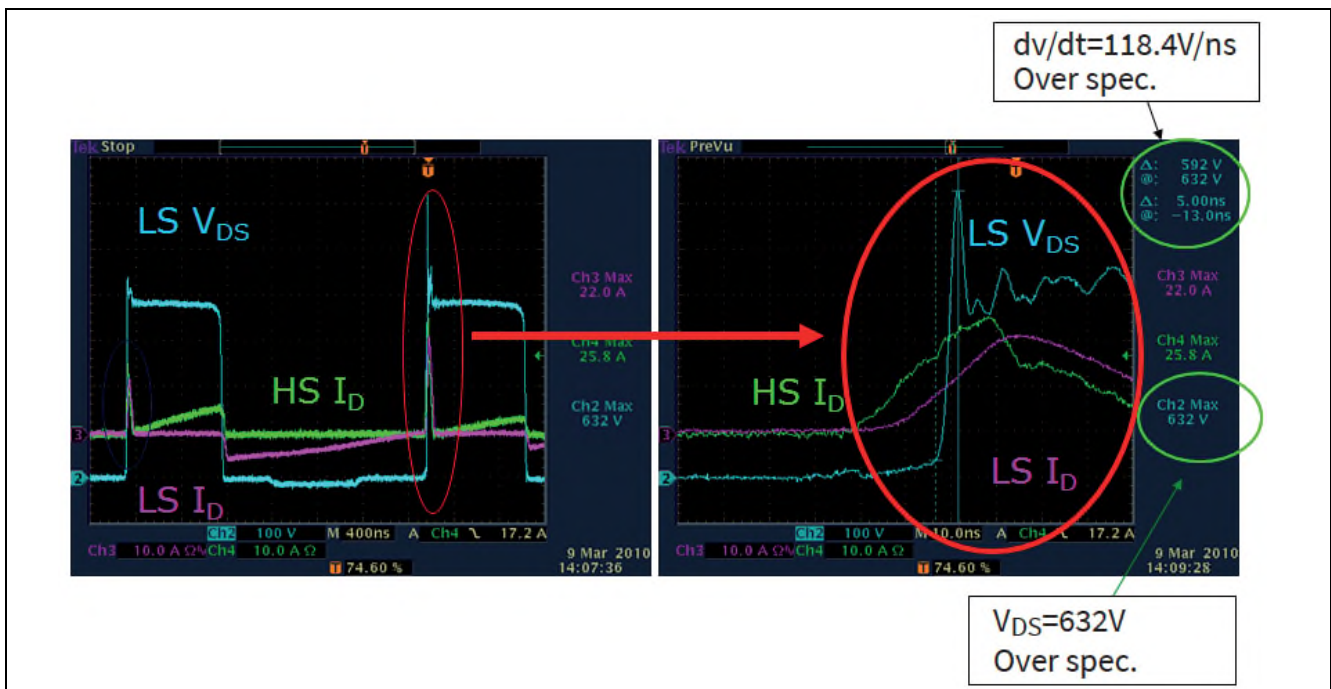 dv/dt=118.4V/ns
Over spec.
Tek Stop
LS VDS
HS ID
LS ID
3
2
Ch3 Max
22.0 A
Ch4 Max
25.8 A
Ch2 Max
632 V
Ch2 100 V M 400ns A Ch4 17.2 A
Ch3 10.0 A Ω Ch4 10.0 A Ω
74.60 %
9 Mar 2010
14:07:36
Tek PreVu
Δ: 592 V
@: 632 V
Δ: 5.00ns
@: −13.0ns
LS VDS
HS ID
LS ID
3
2
Ch3 Max
22.0 A
Ch4 Max
25.8 A
Ch2 Max
632 V
Ch2 100 V M 10.0ns A Ch4 17.2 A
Ch3 10.0 A Ω Ch4 10.0 A Ω
74.60 %
9 Mar 2010
14:09:28
VDS=632V
Over spec.